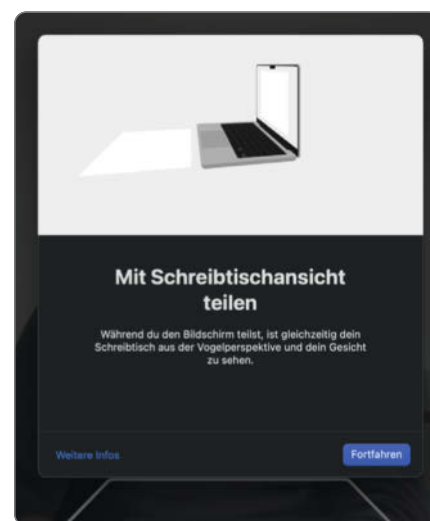 Mit Schreibtischansicht
teilen
Während du den Bildschirm teilst, ist gleichzeitig dein
Schreibtisch aus der Vogelperspektive und dein Gesicht
zu sehen.
Weitere Infos
Fortfahren